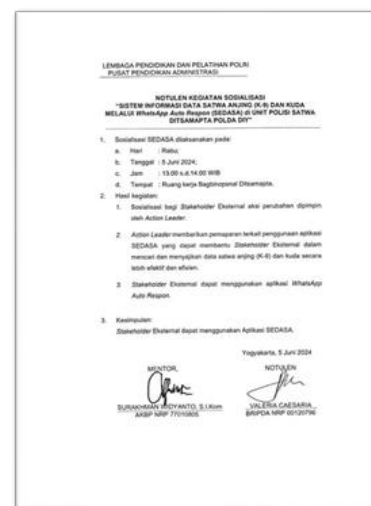 LEMBAGA PENDIDIKAN DAN PELATIHAN POLRI
PUSAT PENDIDIKAN ADMINISTRASI
NOTULEN KEGIATAN SOSIALISASI
"SISTEM INFORMASI DATA SATWA ANJING (K-9) DAN KUDA
MELALUI WhatsApp Auto Respon (SEDASA) di UNIT POLISI SATWA
DITSAMAPTA POLDA DIY"
1. Sosialisasi SEDASA dilaksanakan pada:
a. Hari : Rabu;
b. Tanggal : 5 Juni 2024;
c. Jam : 13.00 s.d.14.00 WIB
d. Tempat : Ruang kerja Bagbinopsnal Ditsamapta.
2. Hasil kegiatan:
1. Sosialisasi bagi Stakeholder Eksternal aksi perubahan dipimpin
oleh Action Leader.
2. Action Leader memberikan pemaparan terkait penggunaan aplikasi
SEDASA yang dapat membantu Stakeholder Eksternal dalam
mencari dan menyajikan data satwa anjing (K-9) dan kuda secara
lebih efektif dan efisien.
3. Stakeholder Eksternal dapat menggunakan aplikasi WhatsApp
Auto Respon.
3. Kesimpulan:
Stakeholder Eksternal dapat menggunakan Aplikasi SEDASA.
Yogyakarta, 5 Juni 2024
MENTOR,
NOTULEN
SURAKHMAN WIDYANTO, S.I.Kom
AKBP NRP 77010805
VALERIA CAESARIA
BRIPDA NRP 00120796